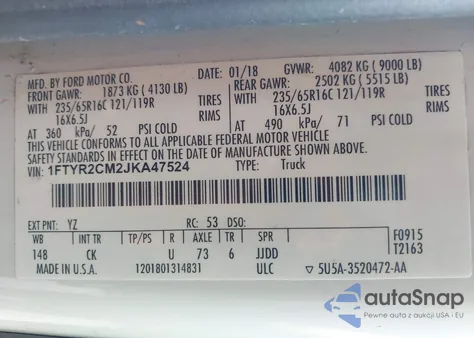 MFD. BY FORD MOTOR CO.
DATE: 01/18 GVWR: 4082 KG ( 9000 LB)
FRONT GAWR: 1873 KG ( 4130 LB) REAR GAWR: 2502 KG ( 5515 LB)
235/65R16C 121/119R TIRES 235/65R16C 121/119R TIRES
16X6.5J RIMS 16X6.5J RIMS
AT 360 kPa/ 52 PSI COLD AT 490 kPa/ 71 PSI COLD
THIS VEHICLE CONFORMS TO ALL APPLICABLE FEDERAL MOTOR VEHICLE
SAFETY STANDARDS IN EFFECT ON THE DATE OF MANUFACTURE SHOWN ABOVE.
VIN: 1FTYR2CM2JKA47524 TYPE: Truck
EXT PNT: YZ RC: 53 DSO:
WB INT TR TP/PS R AXLE TR SPR F0915
148 CK U 73 6 JJDD T2163
MADE IN U.S.A. 1201801314831 ULC ▽ 5U5A-3520472-AA
autoSnap
Pewne auta z USA, Kanady i EU